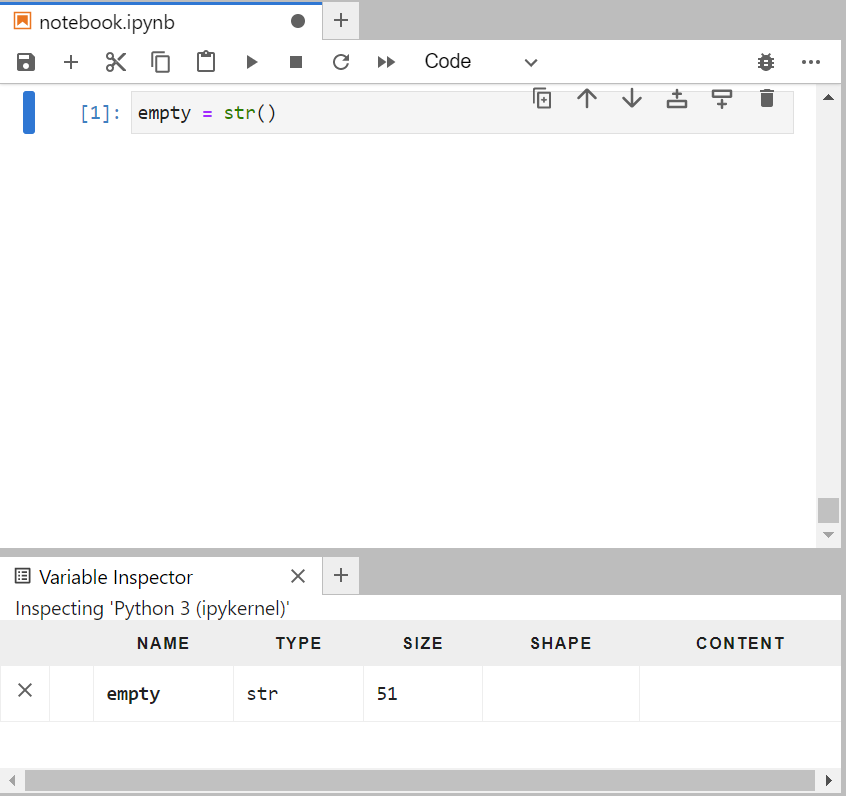 notebook.ipynb
Code
[1]: empty = str()
Variable Inspector
Inspecting 'Python 3 (ipykernel)'
NAME TYPE SIZE SHAPE CONTENT
empty str 51